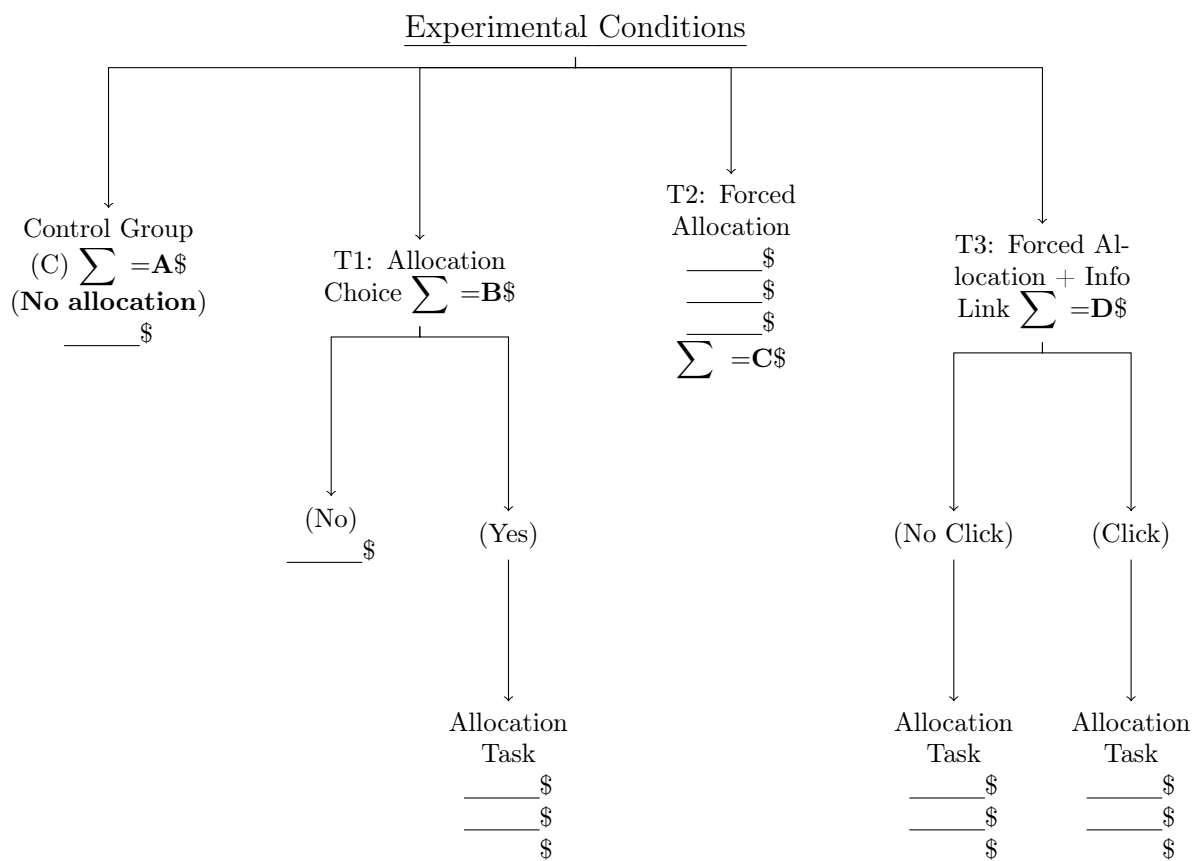 Experimental Conditions
Control Group
(C) ∑ =A$
(No allocation)
______$
T1: Allocation
Choice ∑ =B$
T2: Forced
Allocation
______$
______$
______$
∑ =C$
T3: Forced Al-
location + Info
Link ∑ =D$
(No)
______$
(Yes)
(No Click)
(Click)
Allocation
Task
______$
______$
$
Allocation
Task
______$
______$
$
Allocation
Task
______$
______$
$